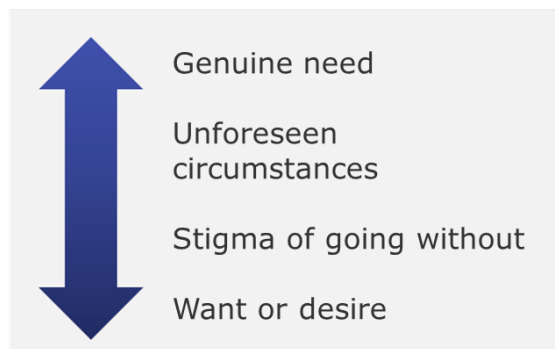 Genuine need
Unforeseen
circumstances
Stigma of going without
Want or desire